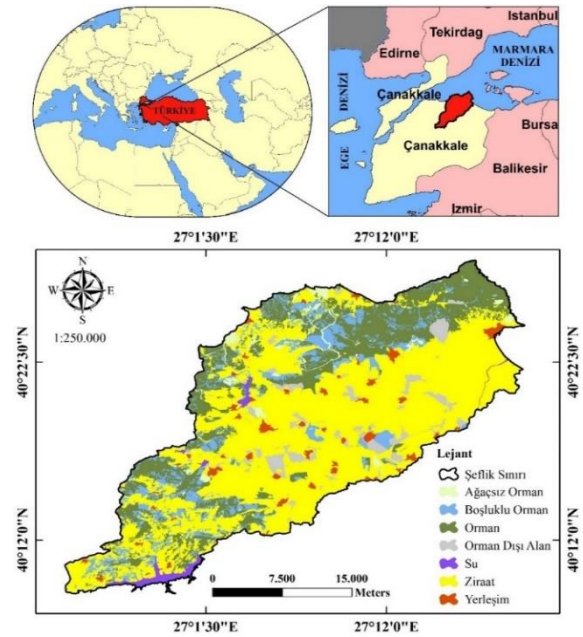 TÜRKİYE
Istanbul
Tekirdag
Edirne
MARMARA
DENİZİ
EGE DENİZİ
Çanakkale
Çanakkale
Bursa
Balikesir
Izmir
27°1'30"E
27°12'0"E
N
W E
S
1:250.000
40°22'30"N
40°22'30"N
40°12'0"N
40°12'0"N
Lejant
Şeflik Sınırı
Ağaçsız Orman
Boşluklu Orman
Orman
Orman Dışı Alan
Su
Ziraat
Yerleşim
0 7.500 15.000
Meters
27°1'30"E
27°12'0"E